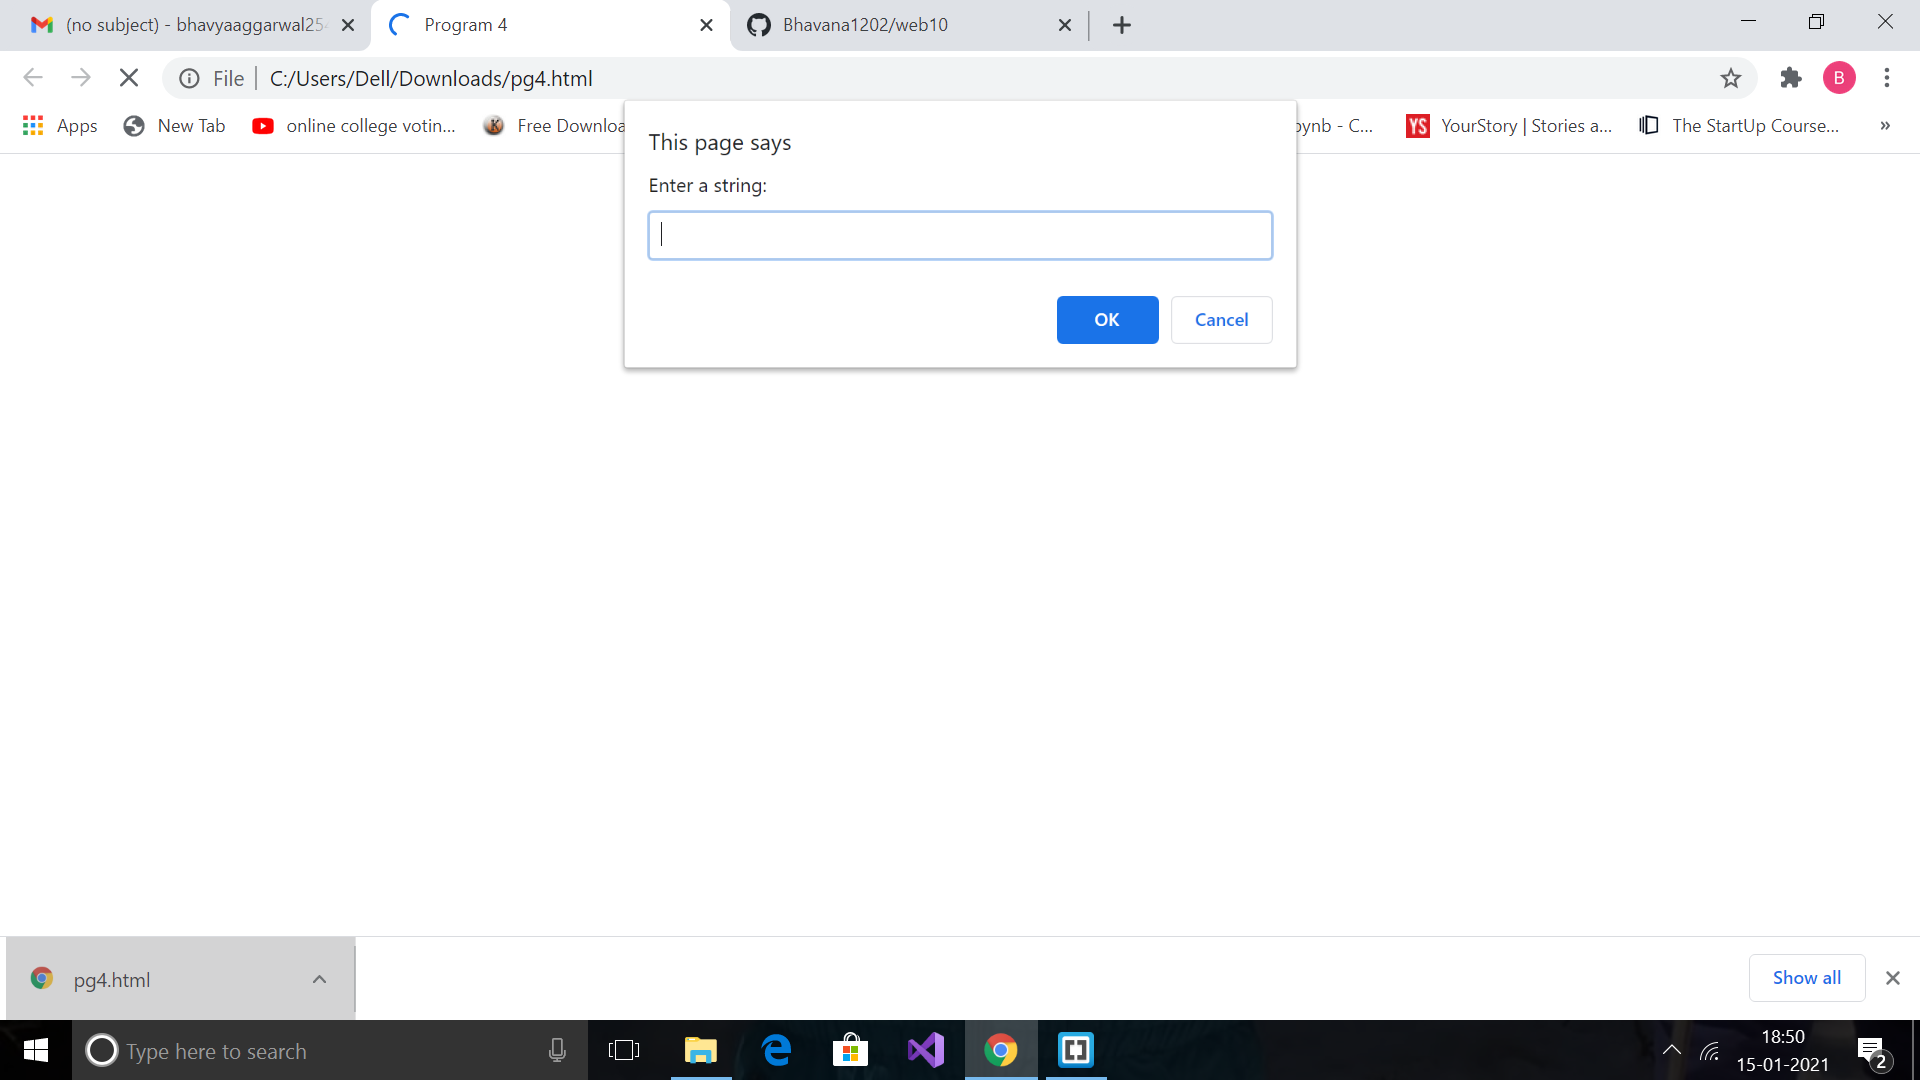 (no subject) - bhavyaaggarwal25
Program 4
Bhavana1202/web10
File
C:/Users/Dell/Downloads/pg4.html
B
Apps
New Tab
online college votin...
Free Downloa
ynb - C...
YS
YourStory | Stories a...
The StartUp Course...
»
This page says
Enter a string:
OK
Cancel
pg4.html
Show all
Type here to search
18:50
15-01-2021
2